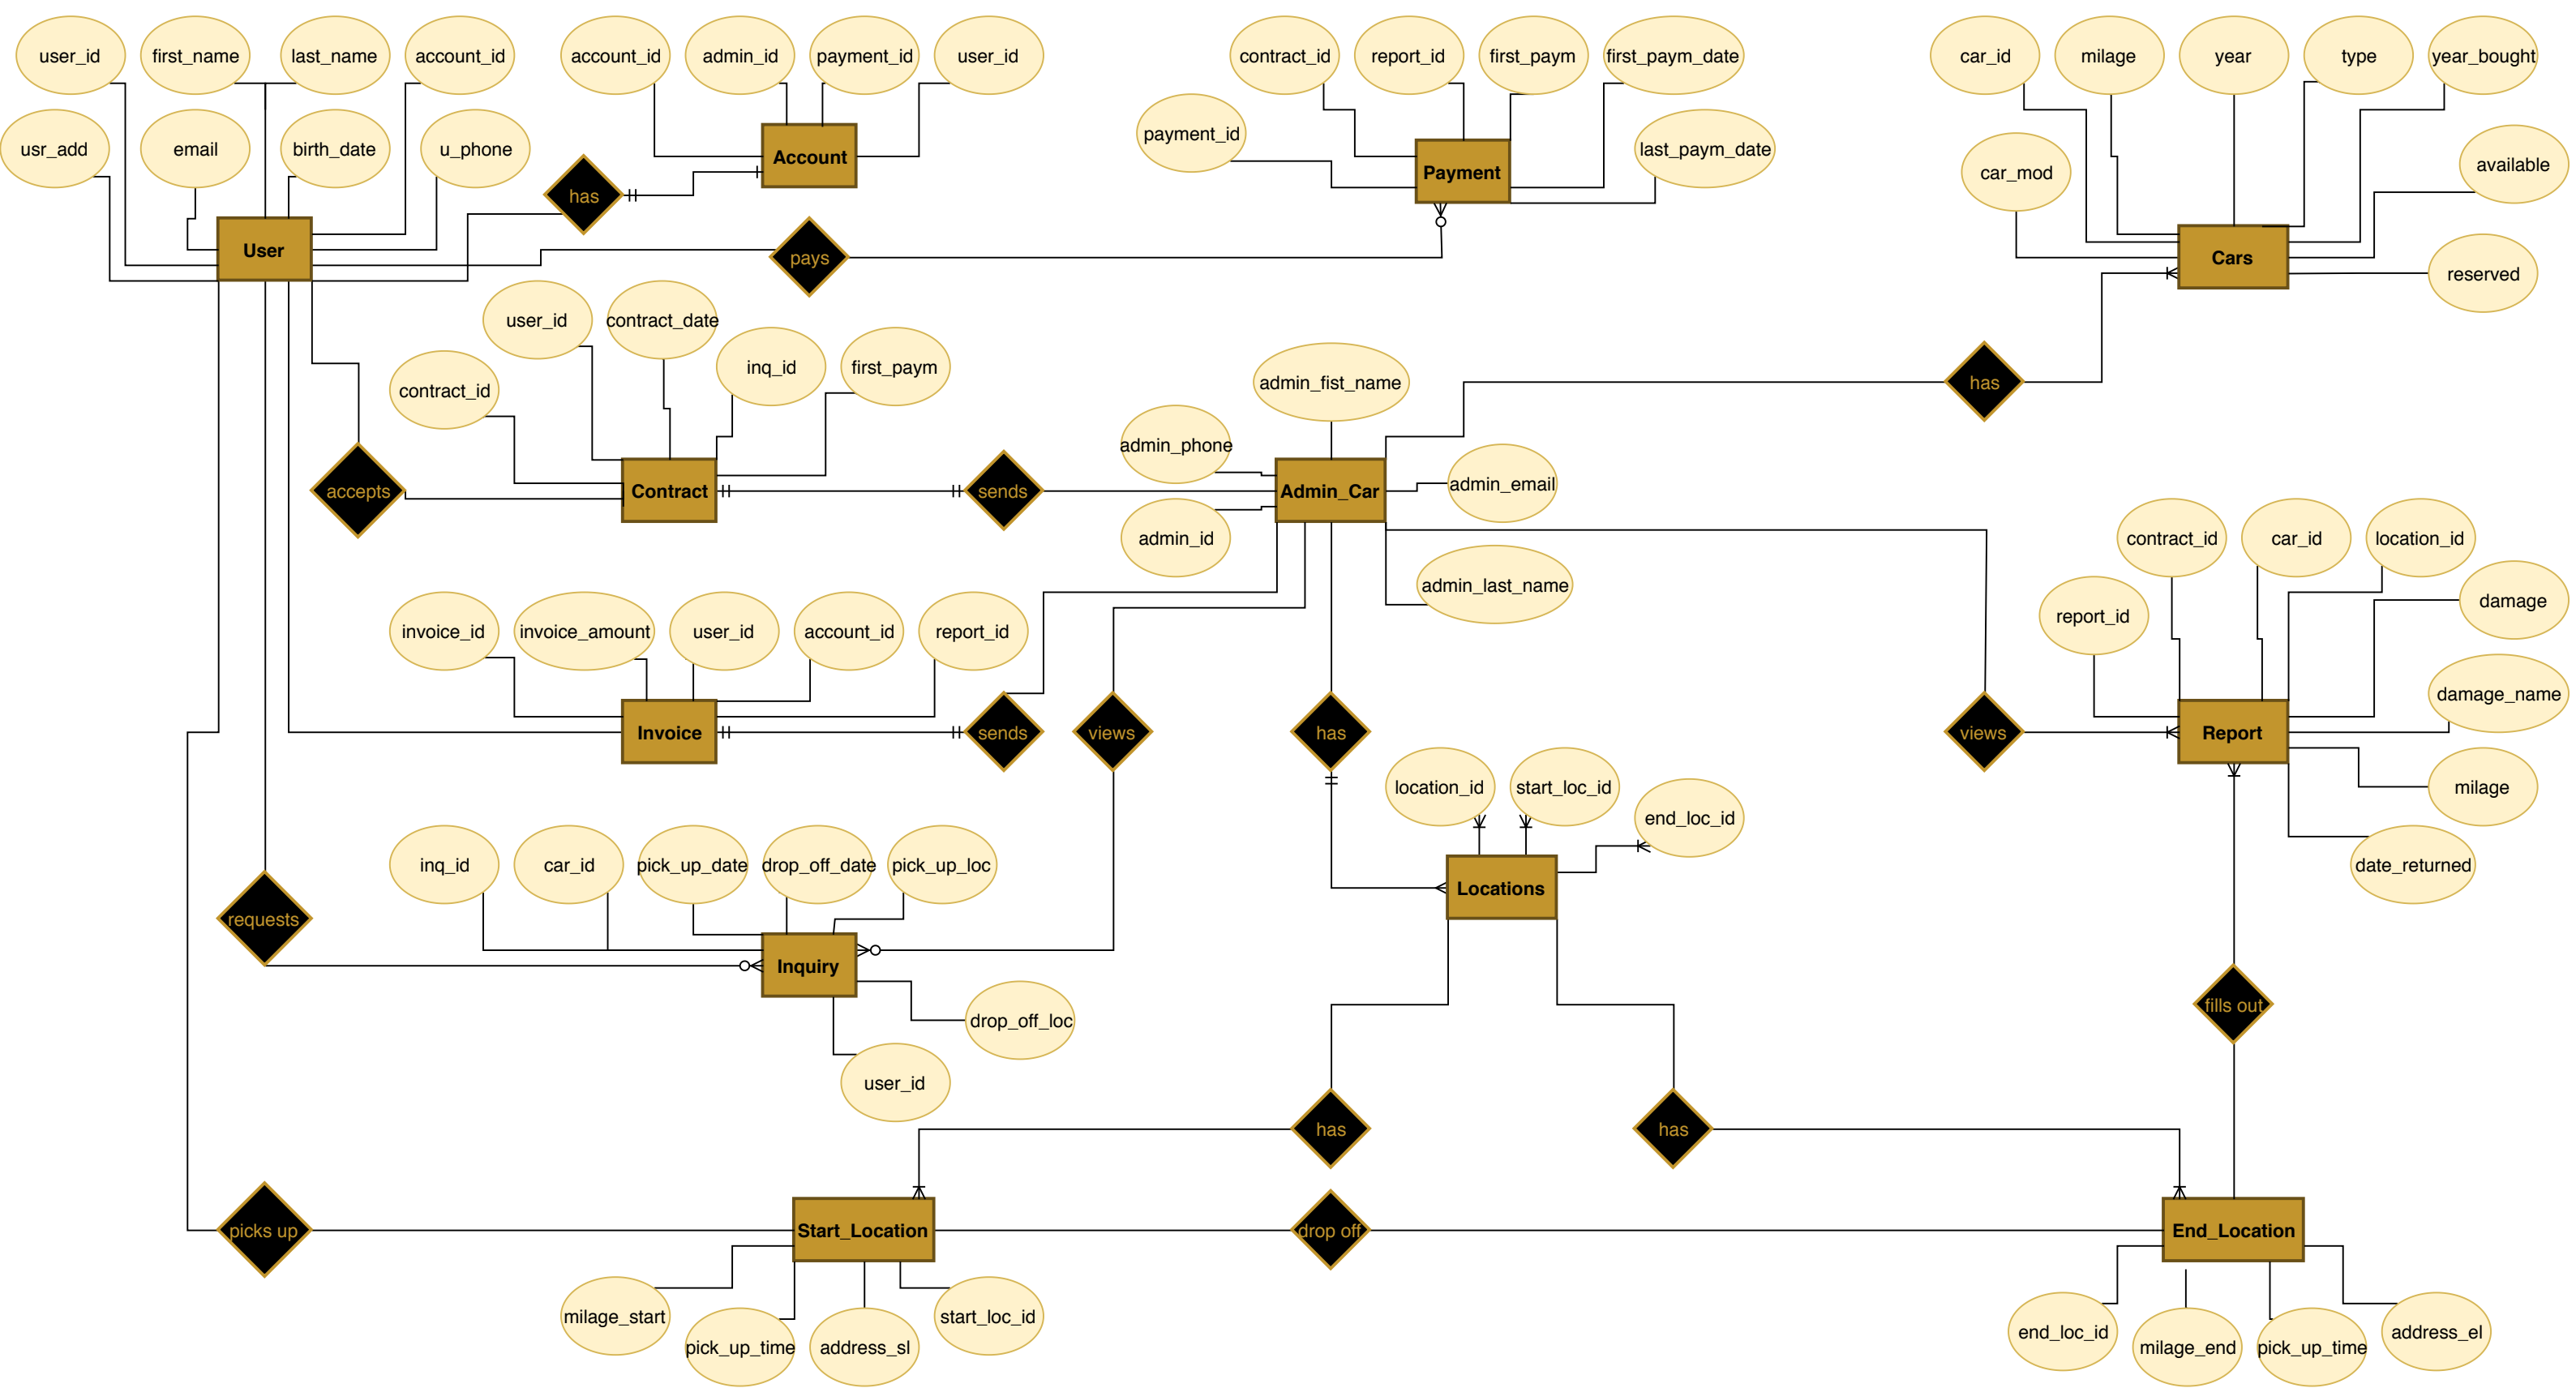 user_id
first_name
last_name
account_id
account_id
admin_id
payment_id
user_id
contract_id
report_id
first_paym
first_paym_date
car_id
milage
year
type
year_bought
usr_add
email
birth_date
u_phone
Account
payment_id
last_paym_date
available
car_mod
Payment
has
User
pays
Cars
reserved
user_id
contract_date
inq_id
first_paym
contract_id
admin_fist_name
has
admin_phone
admin_email
accepts
Contract
sends
Admin_Car
admin_id
contract_id
car_id
location_id
admin_last_name
damage
report_id
invoice_id
invoice_amount
user_id
account_id
report_id
damage_name
Invoice
sends
views
has
views
Report
location_id
start_loc_id
end_loc_id
milage
inq_id
car_id
pick_up_date
drop_off_date
pick_up_loc
date_returned
Locations
requests
Inquiry
fills out
drop_off_loc
user_id
has
has
picks up
Start_Location
drop off
End_Location
milage_start
pick_up_time
address_sl
start_loc_id
end_loc_id
milage_end
pick_up_time
address_el